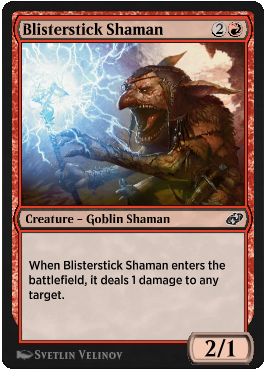 Blisterstick Shaman 2
Creature – Goblin Shaman
When Blisterstick Shaman enters the
battlefield, it deals 1 damage to any
target.
Svetlin Velinov
2/1